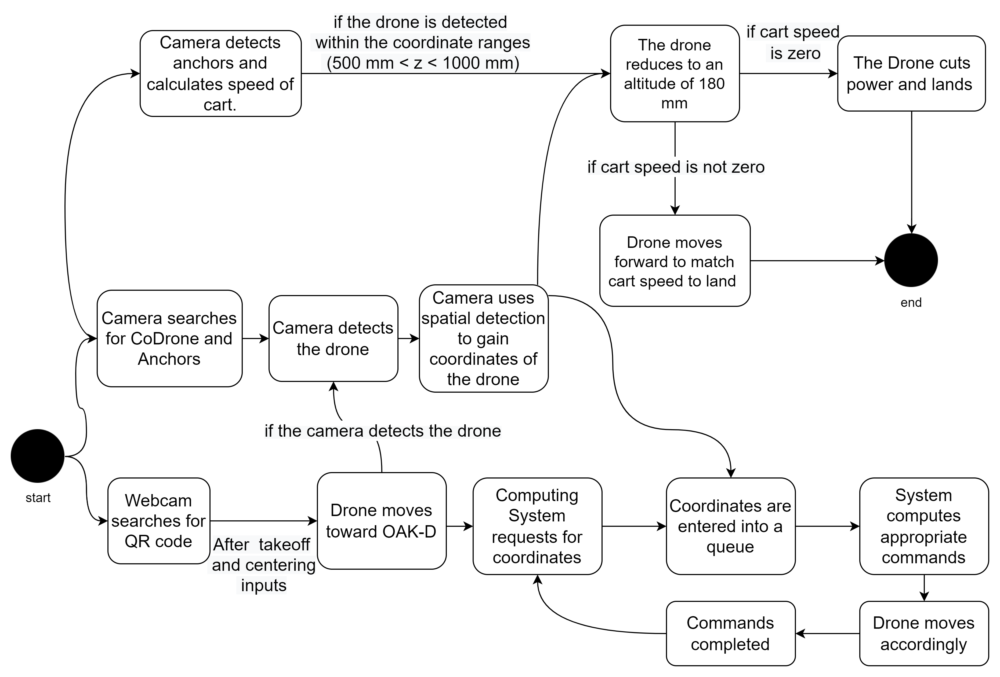 Camera detects
anchors and
calculates speed of
cart.
if the drone is detected
within the coordinate ranges
(500 mm < z < 1000 mm)
The drone
reduces to an
altitude of 180
mm
if cart speed
is zero
The Drone cuts
power and lands
if cart speed is not zero
Drone moves
forward to match
cart speed to land
end
Camera searches
for CoDrone and
Anchors
Camera detects
the drone
Camera uses
spatial detection
to gain
coordinates of
the drone
if the camera detects the drone
start
Webcam
searches for
QR code
After  takeoff
and centering
inputs
Drone moves
toward OAK-D
Computing
System
requests for
coordinates
Coordinates are
entered into a
queue
System
computes
appropriate
commands
Commands
completed
Drone moves
accordingly